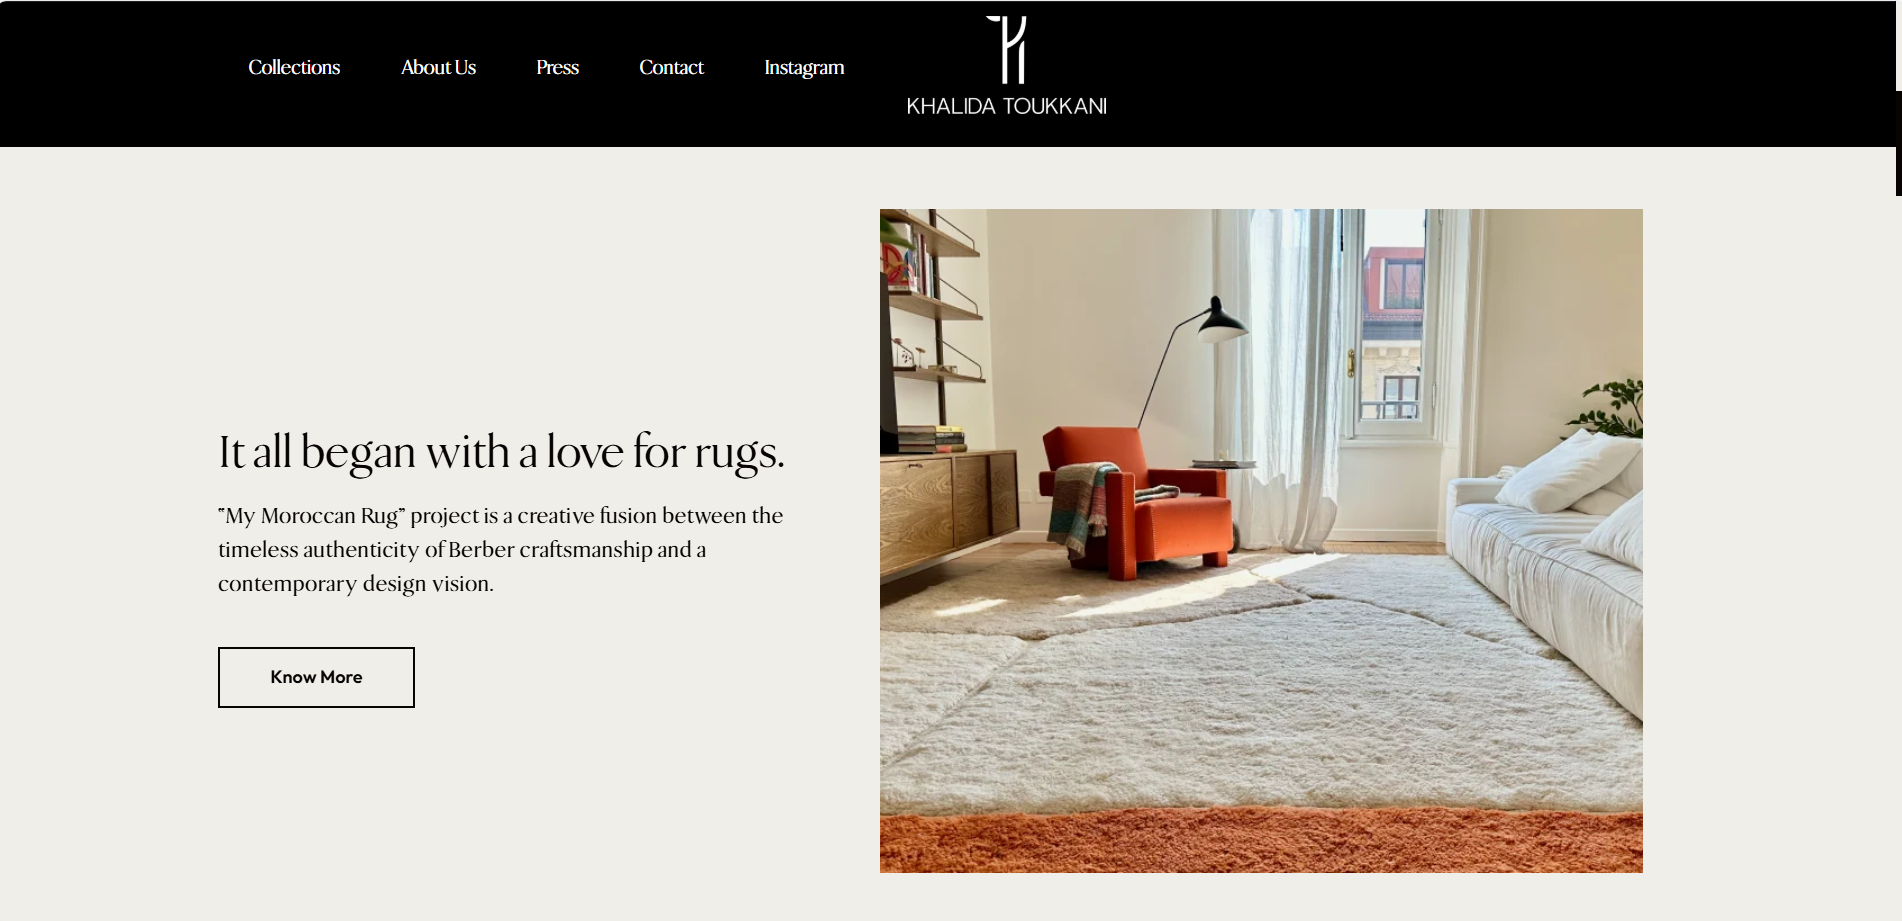 Collections
About Us
Press
Contact
Instagram
KHALIDA TOUKKANI
It all began with a love for rugs.
"My Moroccan Rug" project is a creative fusion between the
timeless authenticity of Berber craftsmanship and a
contemporary design vision.
Know More